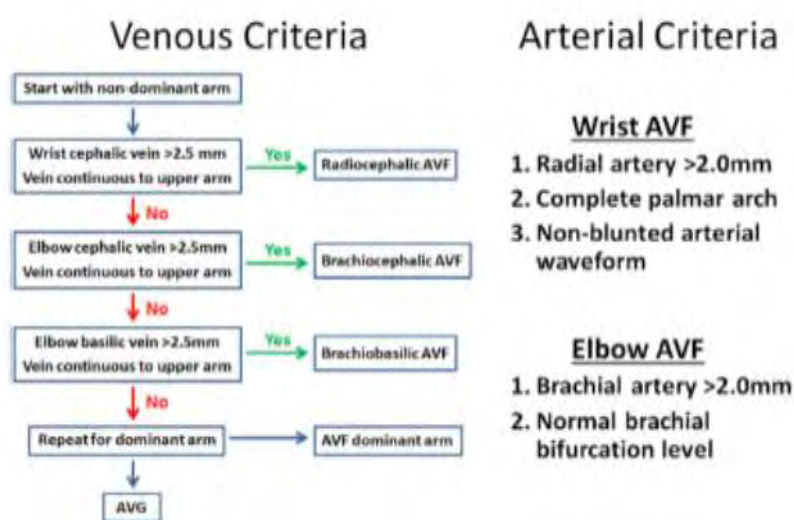 Venous Criteria
Start with non-dominant arm
Wrist cephalic vein >2.5 mm
Vein continuous to upper arm
Yes
Radiocephalic AVF
No
Elbow cephalic vein >2.5mm
Vein continuous to upper arm
Yes
Brachiocephalic AVF
No
Elbow basilic vein >2.5mm
Vein continuous to upper arm
Yes
Brachiobasilic AVF
No
Repeat for dominant arm
AVF dominant arm
AVG
Arterial Criteria
Wrist AVF
1. Radial artery >2.0mm
2. Complete palmar arch
3. Non-blunted arterial
waveform
Elbow AVF
1. Brachial artery >2.0mm
2. Normal brachial
bifurcation level